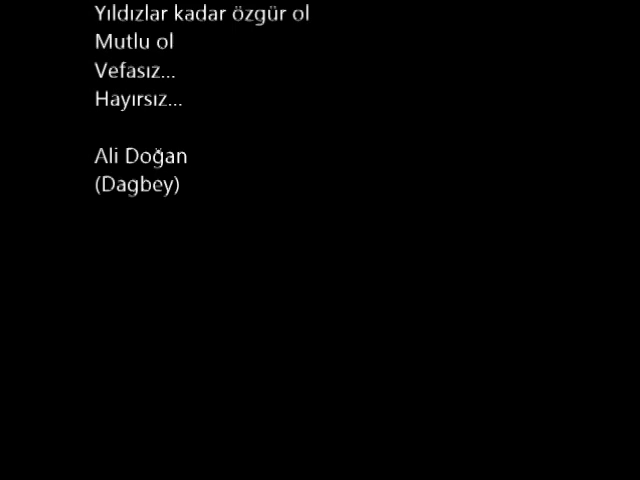 Yıldızlar kadar özgür ol
Mutlu ol
Vefasız...
Hayırsız...
Ali Doğan
(Dagbey)